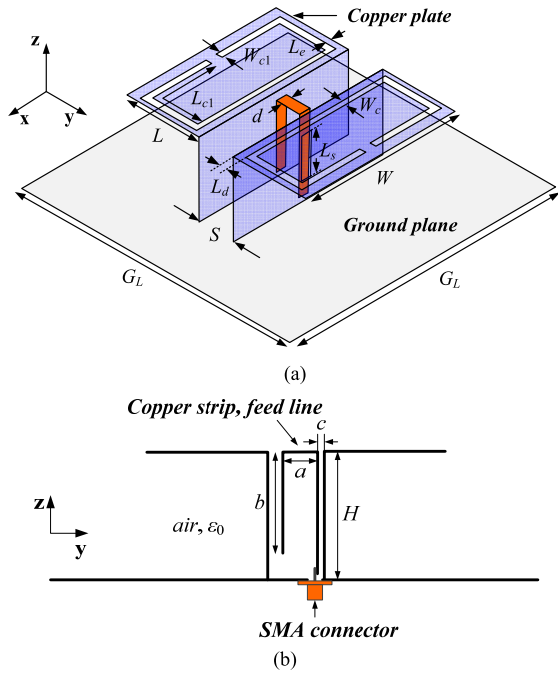 Copper plate
z
x
y
W_c1
L_e
L_c1
d
W_c
L
L_s
L_d
W
S
Ground plane
G_L
G_L
(a)
Copper strip, feed line
c
a
b
H
z
y
air, ε₀
SMA connector
(b)